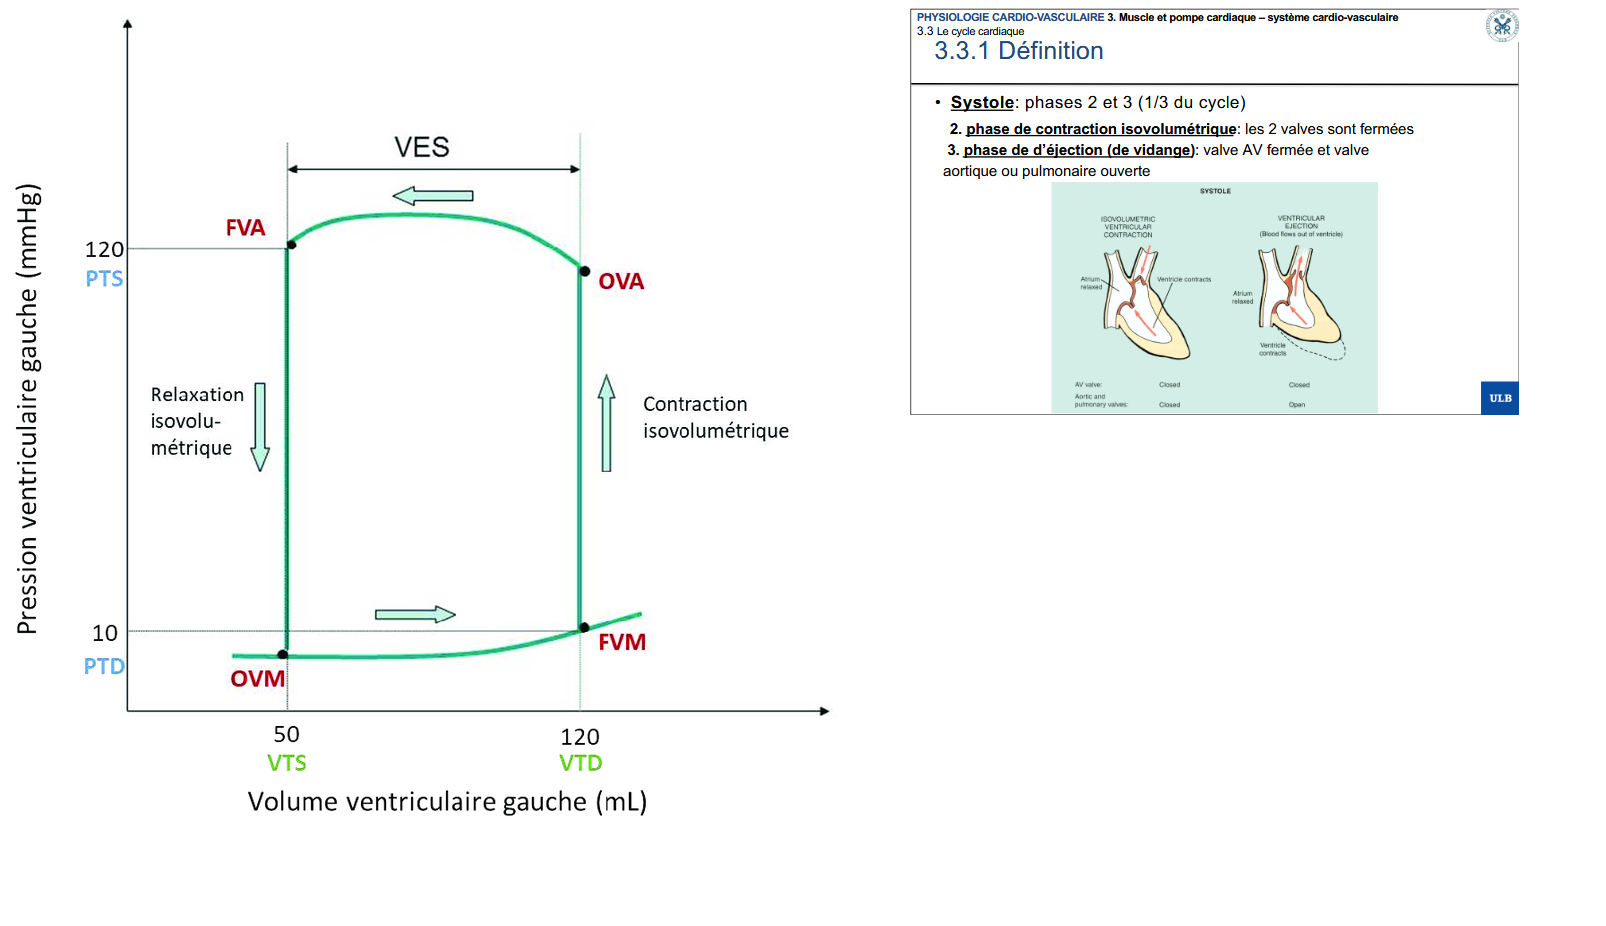 Pression ventriculaire gauche (mmHg)
VES
FVA
120
PTS
OVA
Relaxation
isovolu-
métrique
Contraction
isovolumétrique
10
PTD
FVM
OVM
50
VTS
120
VTD
Volume ventriculaire gauche (mL)
PHYSIOLOGIE CARDIO-VASCULAIRE 3. Muscle et pompe cardiaque – système cardio-vasculaire
3.3 Le cycle cardiaque
3.3.1 Définition
• Systole: phases 2 et 3 (1/3 du cycle)
2. phase de contraction isovolumétrique: les 2 valves sont fermées
3. phase de d’éjection (de vidange): valve AV fermée et valve
aortique ou pulmonaire ouverte
SYSTOLE
ISOVOLUMETRIC
VENTRICULAR
CONTRACTION
VENTRICULAR
EJECTION
(Blood flows out of ventricle)
Atrium
relaxed
Ventricle contracts
Atrium
relaxed
Ventricle
contracts
AV valve: Closed Closed
Aortic and
pulmonary valves: Closed Open
ULB